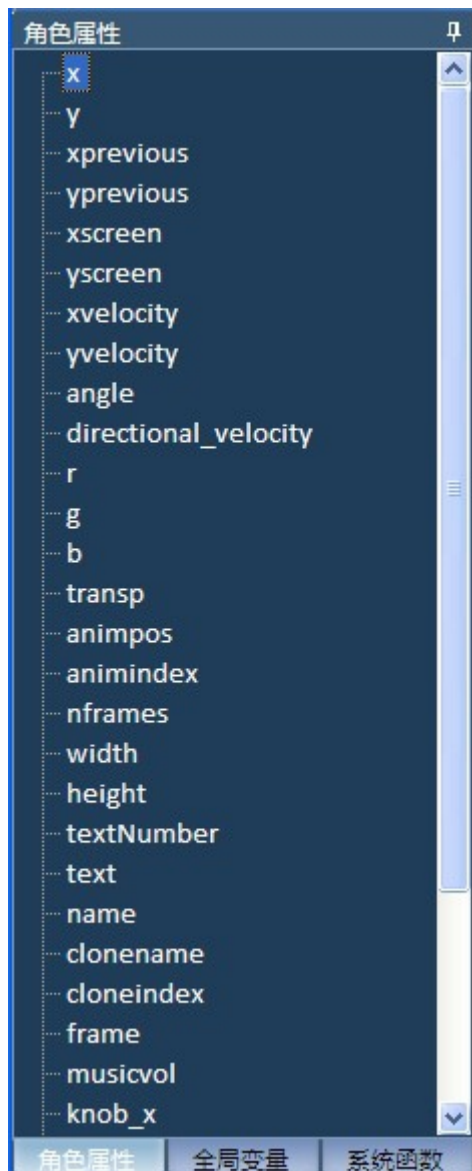 角色属性
x
y
xprevious
yprevious
xscreen
yscreen
xvelocity
yvelocity
angle
directional_velocity
r
g
b
transp
animpos
animindex
nframes
width
height
textNumber
text
name
clonename
cloneindex
frame
musicvol
knob_x
角色属性 全局变量 系统函数